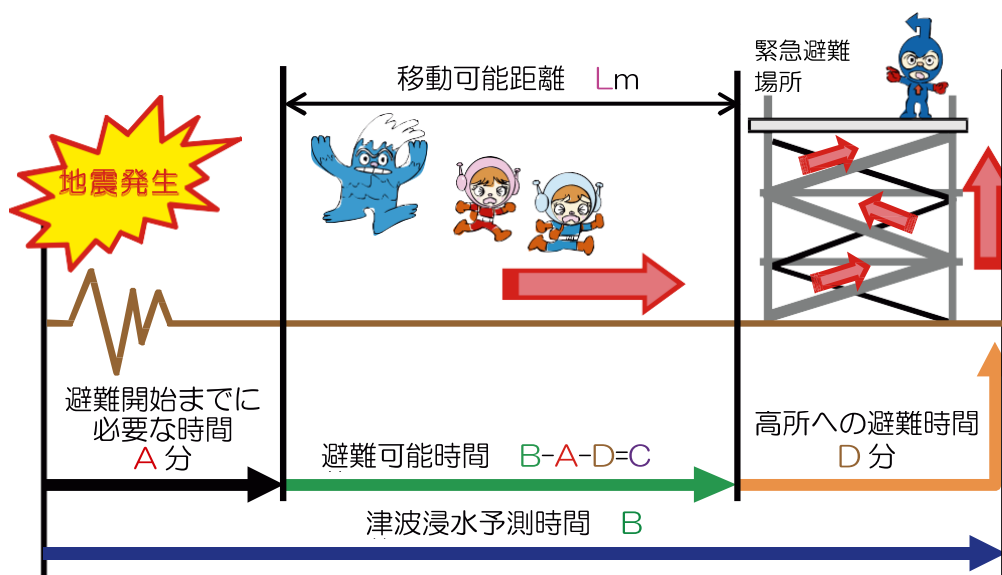 移動可能距離　Lm
緊急避難
場所
地震発生
避難開始までに
必要な時間
A 分
避難可能時間　B-A-D=C
高所への避難時間
D 分
津波浸水予測時間　B